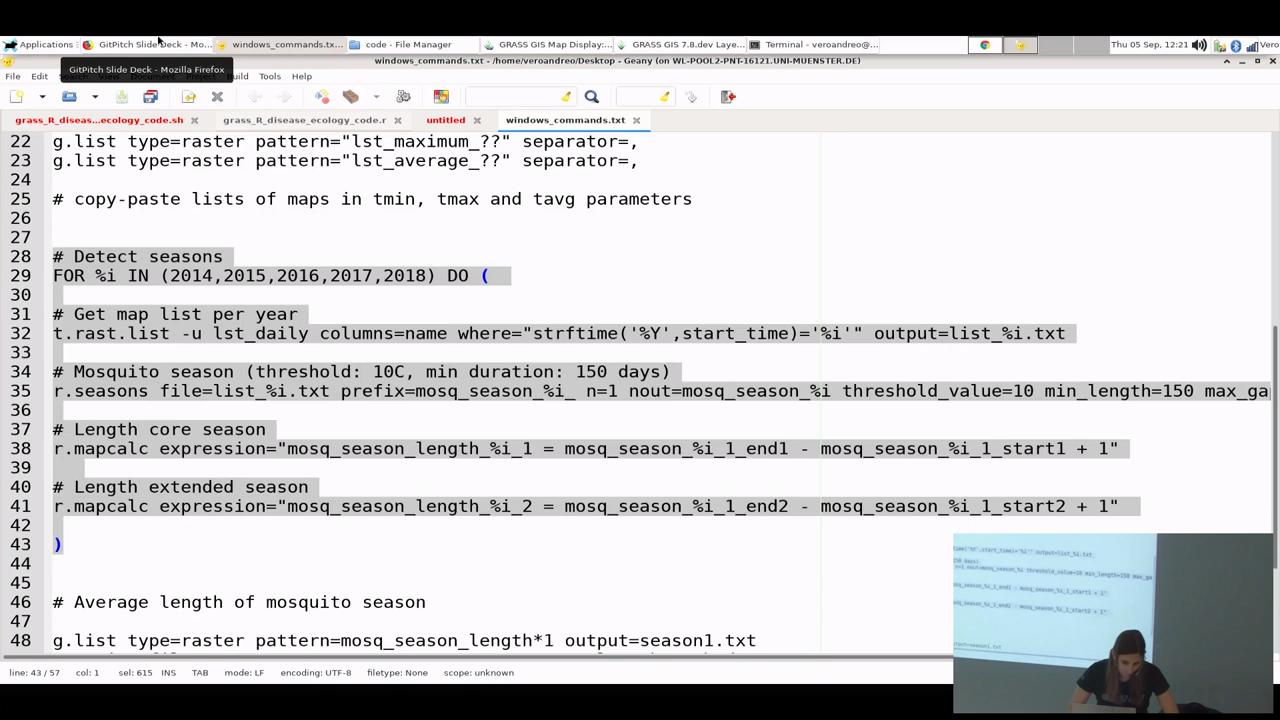 Applications
GitPitch Slide Deck - Mo...
windows_commands.tx...
code - File Manager
GRASS GIS Map Display:...
GRASS GIS 7.8.dev Laye...
Terminal - veroandreo@...
Thu 05 Sep, 12:21
Vero
windows_commands.txt - /home/veroandreo/Desktop - Geany (on WL-POOL2-PNT-16121.UNI-MUENSTER.DE)
GitPitch Slide Deck - Mozilla Firefox
File Edit Build Tools Help
grass_R_diseas...ecology_code.sh
grass_R_disease_ecology_code.r
untitled
windows_commands.txt
22 g.list type=raster pattern="lst_maximum_??" separator=,
23 g.list type=raster pattern="lst_average_??" separator=,
24
25 # copy-paste lists of maps in tmin, tmax and tavg parameters
26
27
28 # Detect seasons
29 FOR %i IN (2014,2015,2016,2017,2018) DO (
30
31 # Get map list per year
32 t.rast.list -u lst_daily columns=name where="strftime('%Y',start_time)='%i'" output=list_%i.txt
33
34 # Mosquito season (threshold: 10C, min duration: 150 days)
35 r.seasons file=list_%i.txt prefix=mosq_season_%i_ n=1 nout=mosq_season_%i threshold_value=10 min_length=150 max_ga
36
37 # Length core season
38 r.mapcalc expression="mosq_season_length_%i_1 = mosq_season_%i_1_end1 - mosq_season_%i_1_start1 + 1"
39
40 # Length extended season
41 r.mapcalc expression="mosq_season_length_%i_2 = mosq_season_%i_1_end2 - mosq_season_%i_1_start2 + 1"
42
43 )
44
45
46 # Average length of mosquito season
47
48 g.list type=raster pattern=mosq_season_length*1 output=season1.txt
line: 43 / 57 col: 1 sel: 615 INS TAB mode: LF encoding: UTF-8 filetype: None scope: unknown